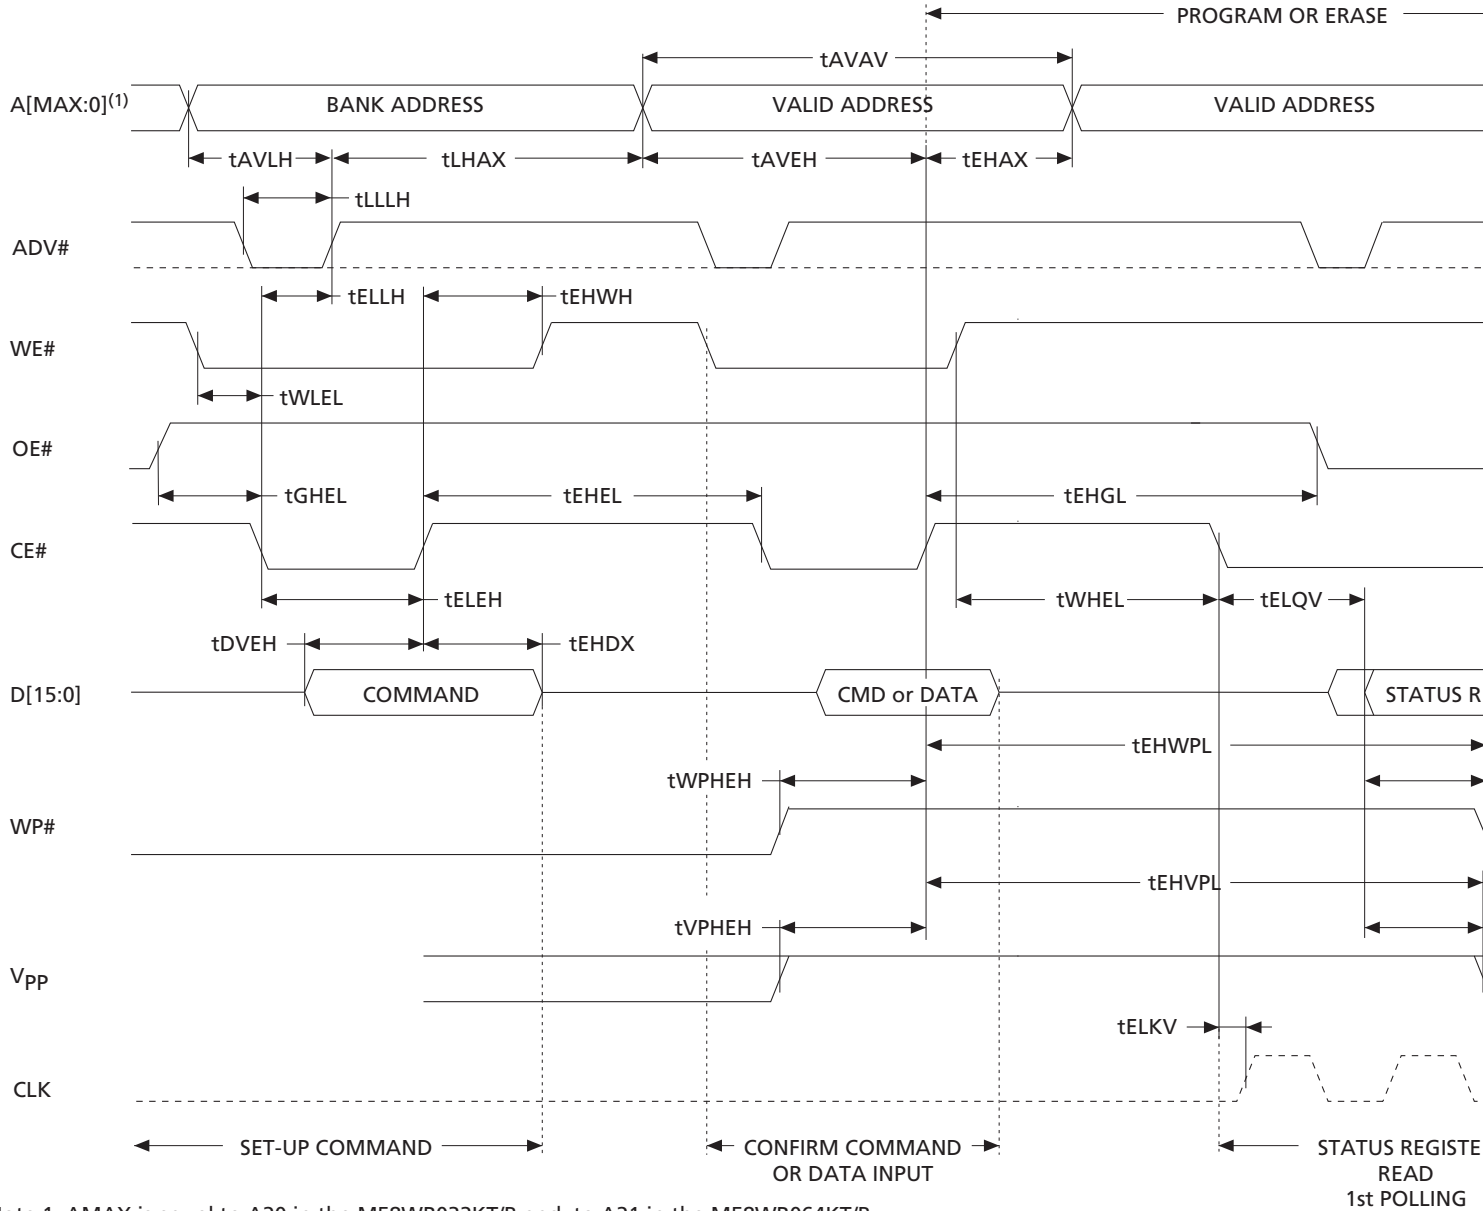 PROGRAM OR ERASE
tAVAV
A[MAX:0](1)
BANK ADDRESS
VALID ADDRESS
VALID ADDRESS
tAVLH
tLHAX
tAVEH
tEHAX
tLLLH
ADV#
tELLH
tEHWH
WE#
tWLEL
OE#
tGHEL
tEHEL
tEHGL
CE#
tELEH
tWHEL
tELQV
tDVEH
tEHDX
D[15:0]
COMMAND
CMD or DATA
STATUS R
tEHWPL
tWPHEH
WP#
tEHVPL
tVPHEH
VPP
tELKV
CLK
SET-UP COMMAND
CONFIRM COMMAND
OR DATA INPUT
STATUS REGISTE
READ
1st POLLING